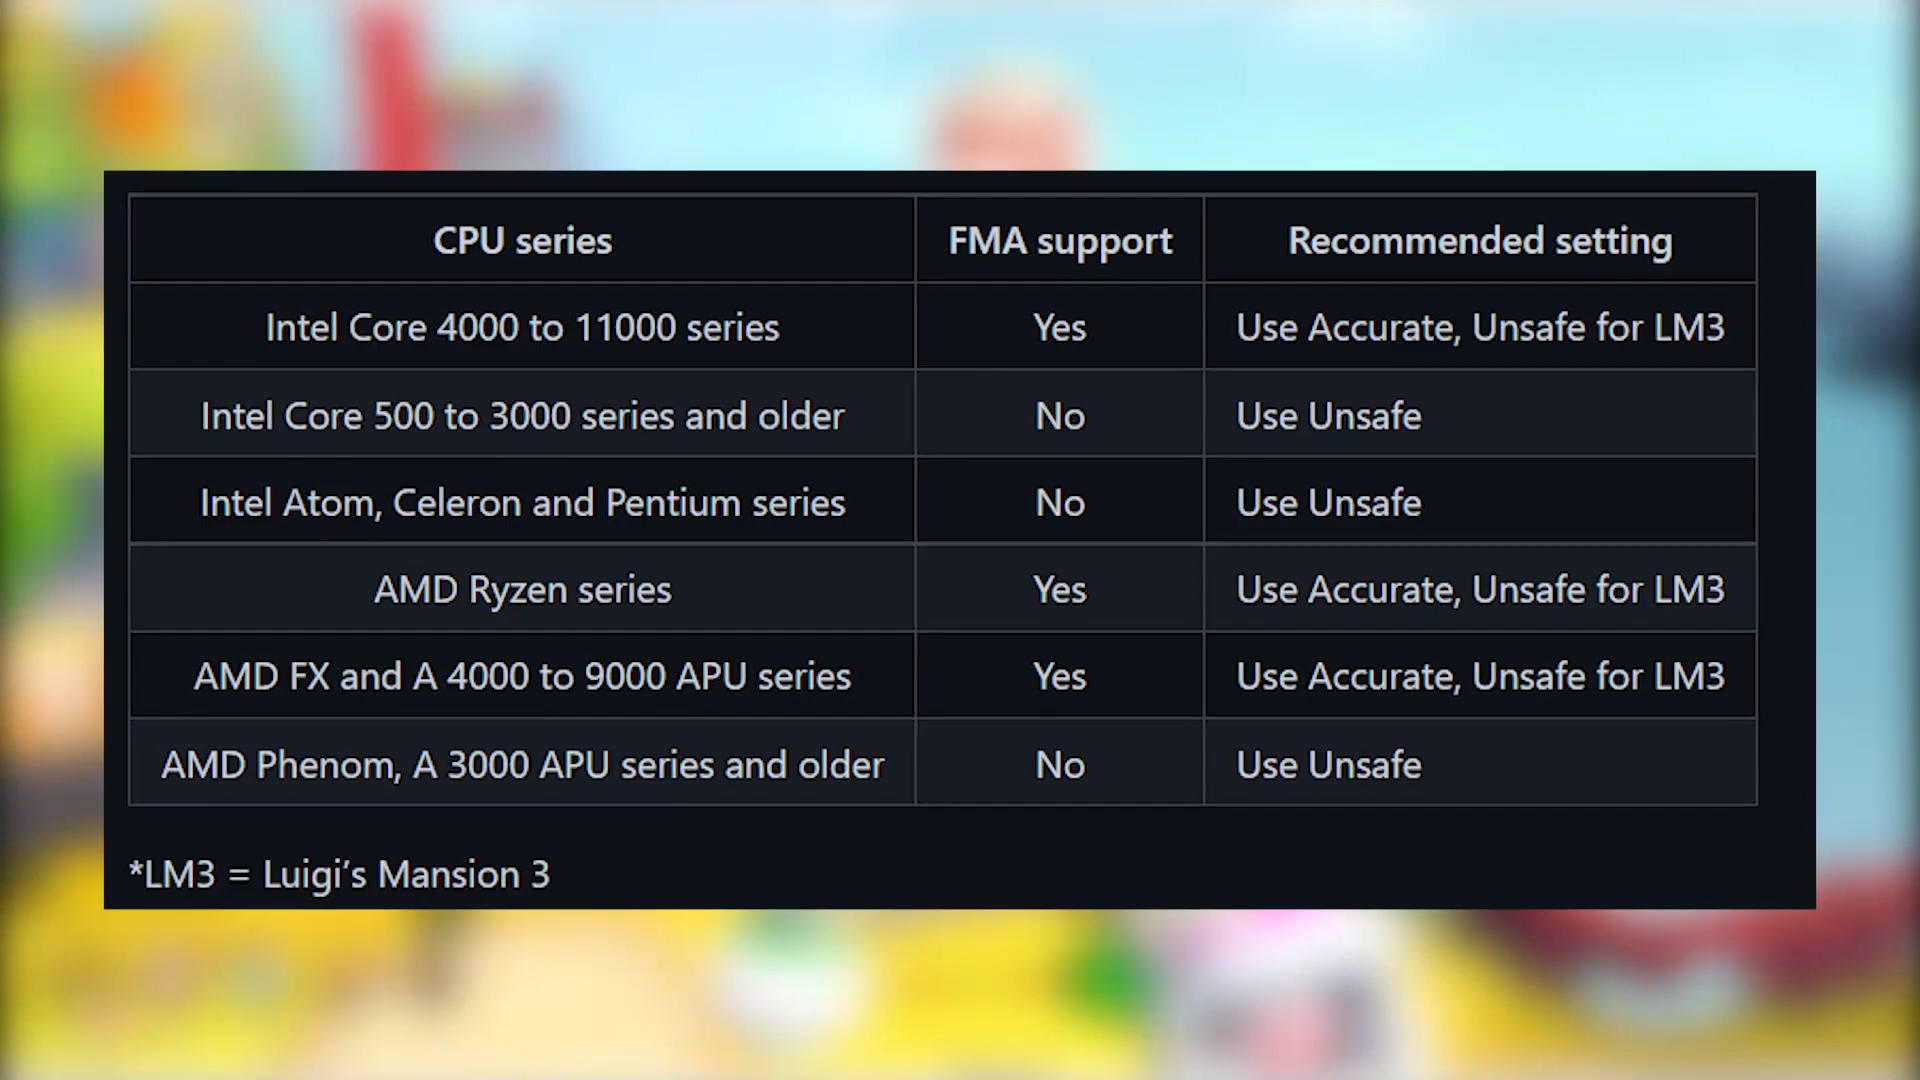 CPU series FMA support Recommended setting
Intel Core 4000 to 11000 series Yes Use Accurate, Unsafe for LM3
Intel Core 500 to 3000 series and older No Use Unsafe
Intel Atom, Celeron and Pentium series No Use Unsafe
AMD Ryzen series Yes Use Accurate, Unsafe for LM3
AMD FX and A 4000 to 9000 APU series Yes Use Accurate, Unsafe for LM3
AMD Phenom, A 3000 APU series and older No Use Unsafe
*LM3 = Luigi’s Mansion 3